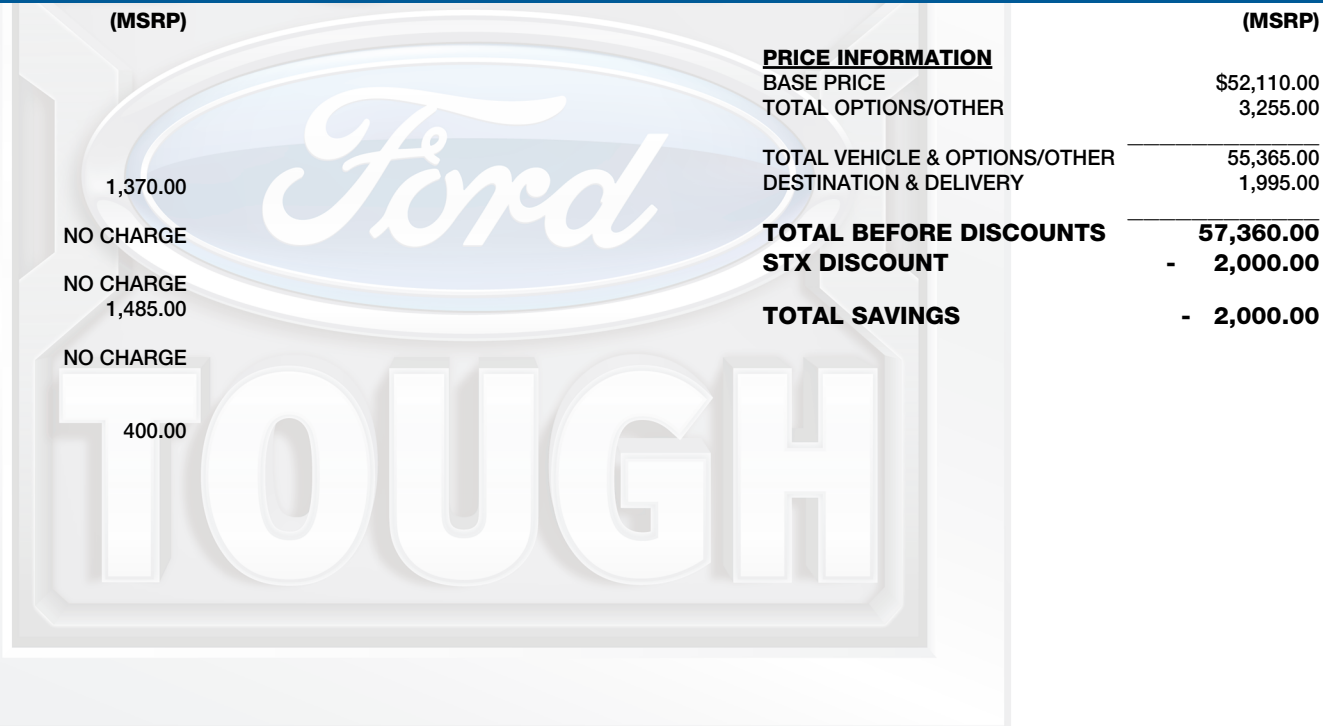 (MSRP)
1,370.00
NO CHARGE
NO CHARGE
1,485.00
NO CHARGE
400.00
(MSRP)
PRICE INFORMATION
BASE PRICE $52,110.00
TOTAL OPTIONS/OTHER 3,255.00
TOTAL VEHICLE & OPTIONS/OTHER 55,365.00
DESTINATION & DELIVERY 1,995.00
TOTAL BEFORE DISCOUNTS 57,360.00
STX DISCOUNT - 2,000.00
TOTAL SAVINGS - 2,000.00
Ford
TOUGH